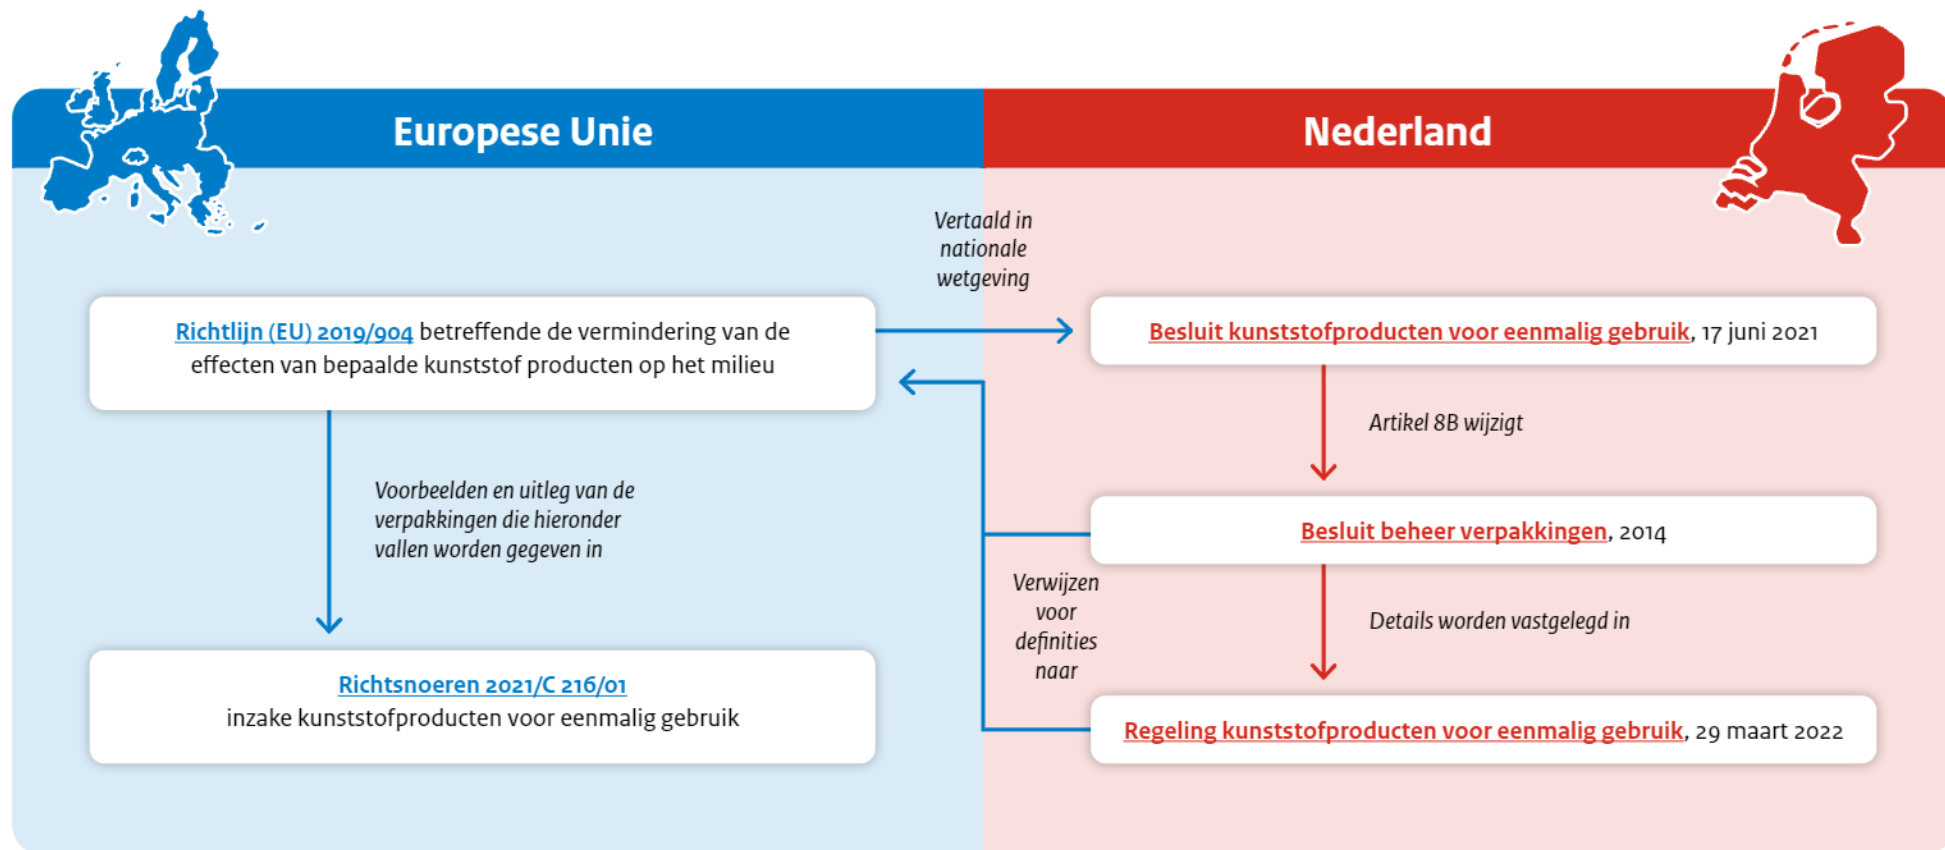 Europese Unie
Nederland
Vertaald in
nationale
wetgeving
Richtlijn (EU) 2019/904 betreffende de vermindering van de
effecten van bepaalde kunststof producten op het milieu
Besluit kunststofproducten voor eenmalig gebruik, 17 juni 2021
Artikel 8B wijzigt
Voorbeelden en uitleg van de
verpakkingen die hieronder
vallen worden gegeven in
Besluit beheer verpakkingen, 2014
Verwijzen
voor
definities
naar
Details worden vastgelegd in
Richtsnoeren 2021/C 216/01
inzake kunststofproducten voor eenmalig gebruik
Regeling kunststofproducten voor eenmalig gebruik, 29 maart 2022